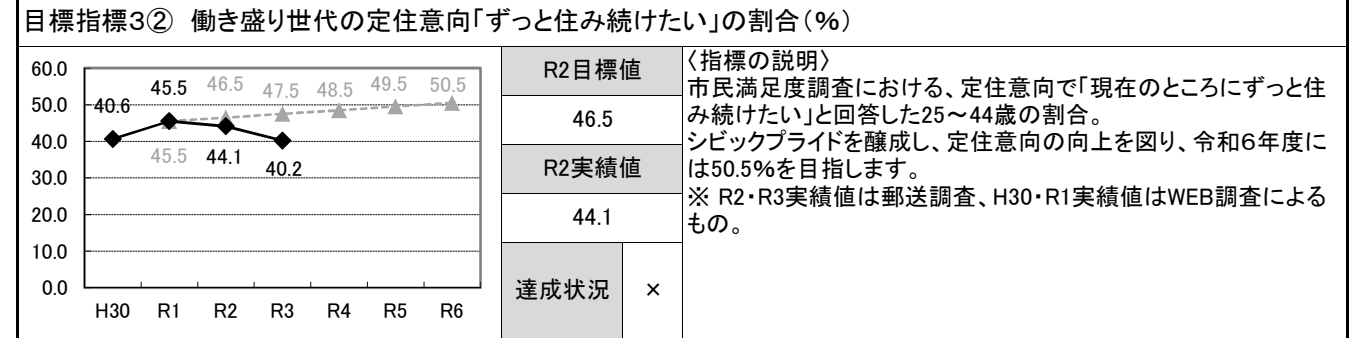 目標指標3② 働き盛り世代の定住意向「ずっと住み続けたい」の割合(%)
60.0
50.0
40.0
30.0
20.0
10.0
0.0
40.6
45.5
46.5
47.5
48.5
49.5
50.5
45.5
44.1
40.2
H30 R1 R2 R3 R4 R5 R6
R2目標値
46.5
R2実績値
44.1
達成状況 ×
〈指標の説明〉
市民満足度調査における、定住意向で「現在のところにずっと住
み続けたい」と回答した25～44歳の割合。
シビックプライドを醸成し、定住意向の向上を図り、令和6年度に
は50.5%を目指します。
※ R2・R3実績値は郵送調査、H30・R1実績値はWEB調査による
もの。